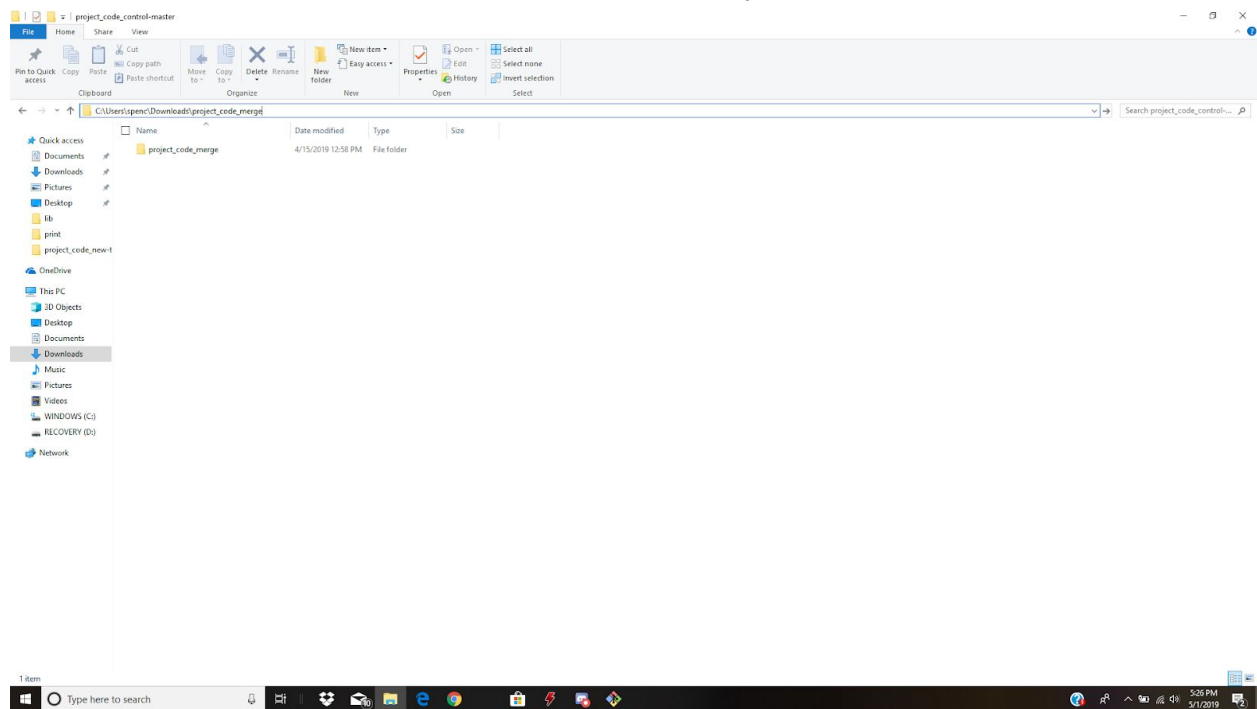 project_code_control-master
File Home Share View
Pin to Quick access
Copy
Paste
Cut
Copy path
Paste shortcut
Clipboard
Move to
Copy to
Delete
Rename
Organize
New folder
New item
Easy access
New
Properties
Open
Edit
History
Open
Select all
Select none
Invert selection
Select
C:\Users\spenc\Downloads\project_code_merge
Search project_code_control-...
Name Date modified Type Size
project_code_merge 4/15/2019 12:58 PM File folder
Quick access
Documents
Downloads
Pictures
Desktop
lib
print
project_code_new-t
OneDrive
This PC
3D Objects
Desktop
Documents
Downloads
Music
Pictures
Videos
WINDOWS (C:)
RECOVERY (D:)
Network
1 item
Type here to search
10
5:26 PM
5/1/2019
2